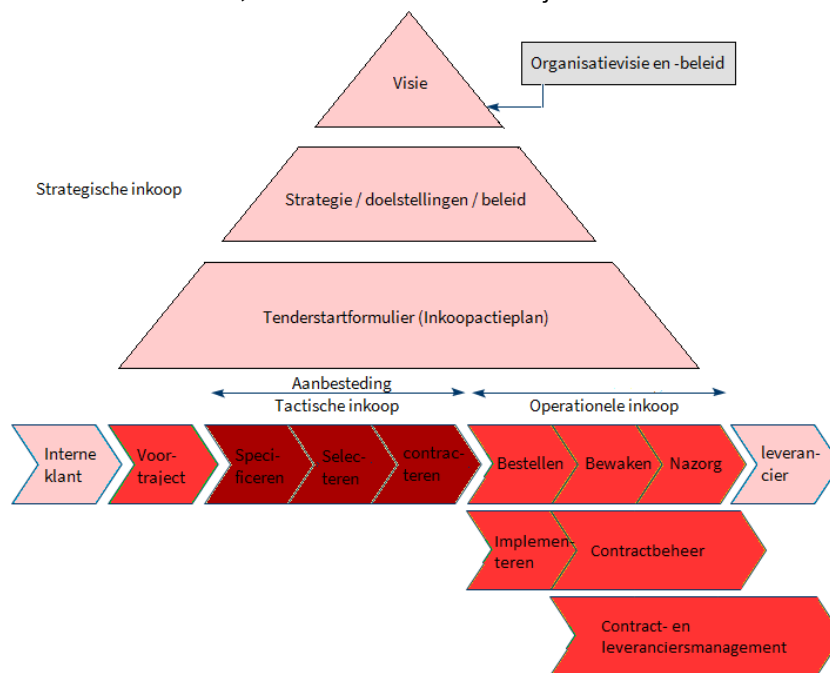 Visie
Organisatievisie en -beleid
Strategische inkoop
Strategie / doelstellingen / beleid
Tenderstartformulier (Inkoopactieplan)
Aanbesteding
Tactische inkoop
Operationele inkoop
Interne
klant
Voor-
traject
Speci-
ficeren
Selec-
teren
contrac-
teren
Bestellen
Bewaken
Nazorg
leveran-
cier
Implemen-
teren
Contractbeheer
Contract- en
leveranciersmanagement